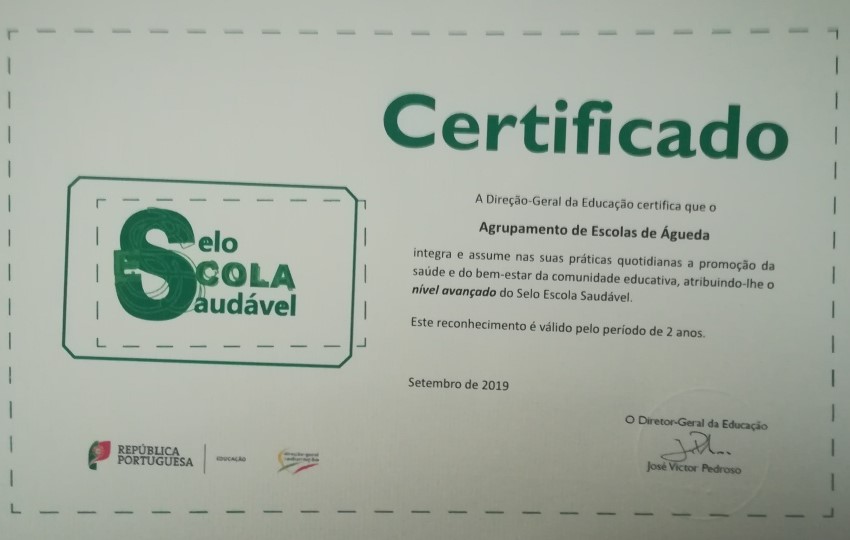 Certificado
Selo
ESCOLA
Saudável
A Direção-Geral da Educação certifica que o
Agrupamento de Escolas de Águeda
integra e assume nas suas práticas quotidianas a promoção da
saúde e do bem-estar da comunidade educativa, atribuindo-lhe o
nível avançado do Selo Escola Saudável.
Este reconhecimento é válido pelo período de 2 anos.
Setembro de 2019
O Diretor-Geral da Educação
José Victor Pedroso
REPÚBLICA
PORTUGUESA
EDUCAÇÃO